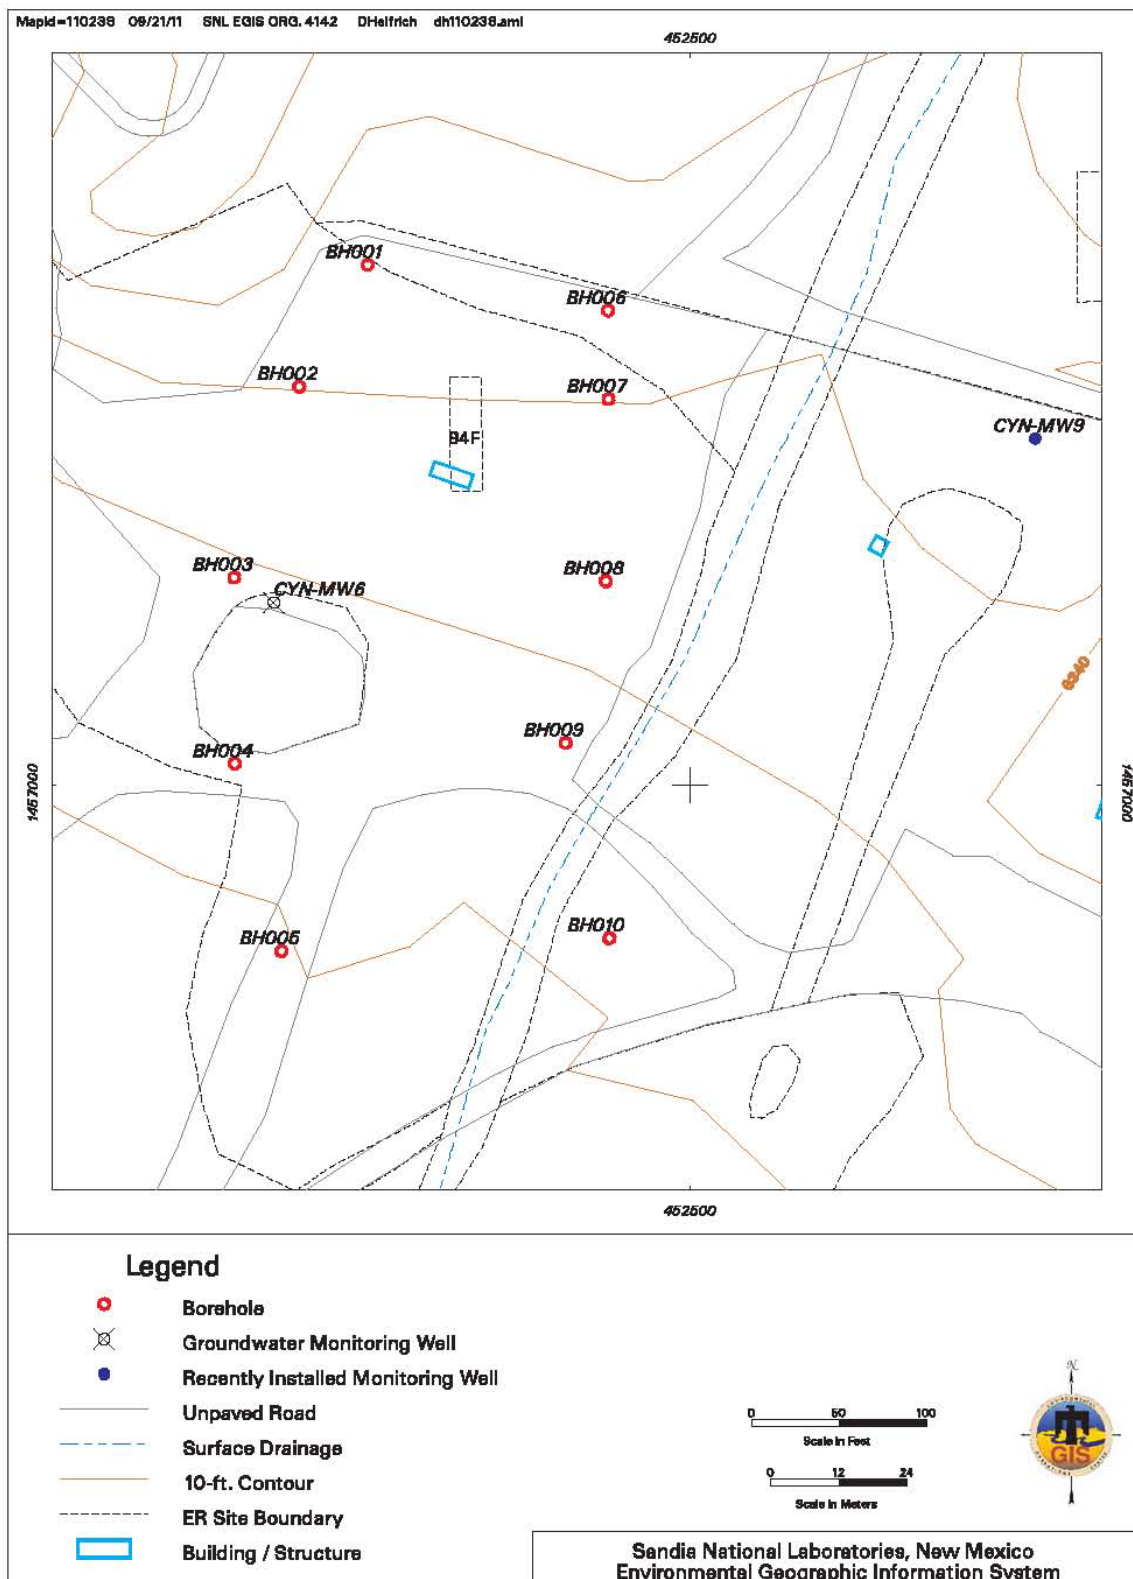 MapId=110238 09/21/11 SNL EGIS ORG. 4142 DHelfrich dh110238.aml
452500
BH001
BH006
BH002
BH007
CYN-MW9
94F
BH003
BH008
CYN-MW6
6340
BH009
BH004
1457000
1457000
BH005
BH010
452500
Legend
Borehole
Groundwater Monitoring Well
Recently Installed Monitoring Well
Unpaved Road
Surface Drainage
10-ft. Contour
ER Site Boundary
Building / Structure
0 50 100
Scale in Feet
0 12 24
Scale in Meters
N
GIS
Sandia National Laboratories, New Mexico
Environmental Geographic Information System